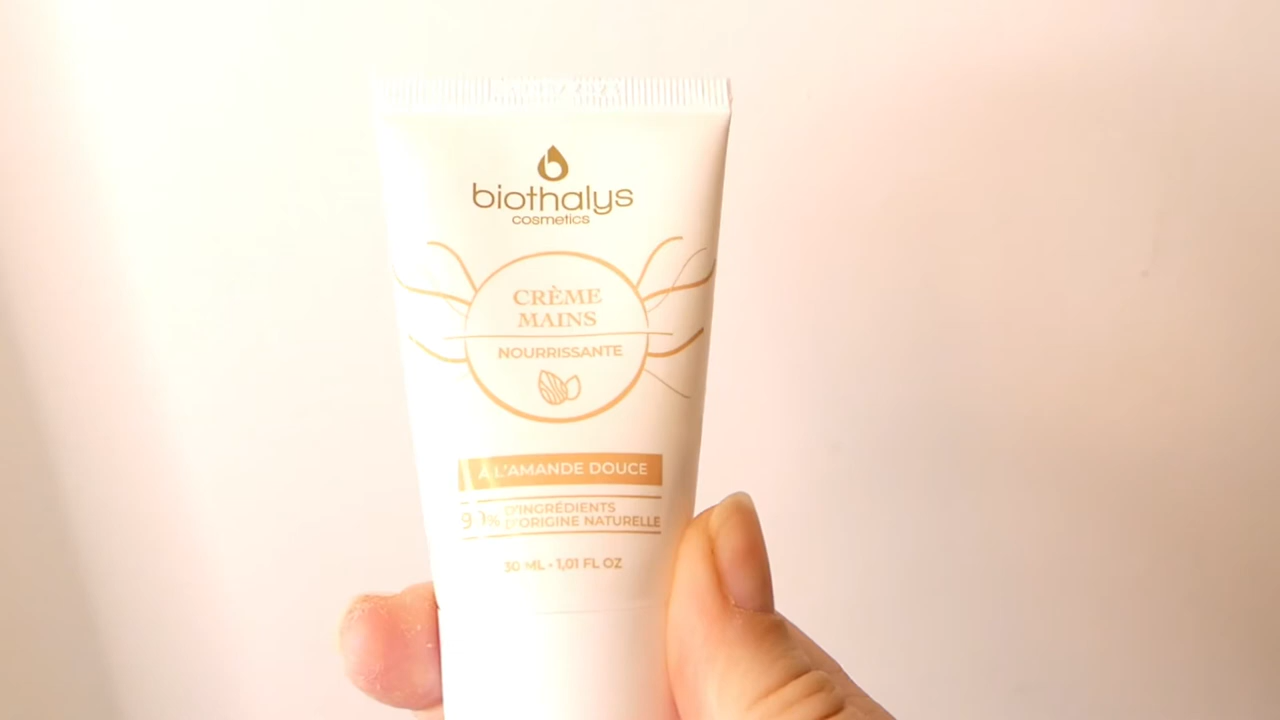 biothalys
cosmetics
CRÈME
MAINS
NOURRISSANTE
À L'AMANDE DOUCE
D'INGRÉDIENTS
D'ORIGINE NATURELLE
30 ML • 1,01 FL OZ